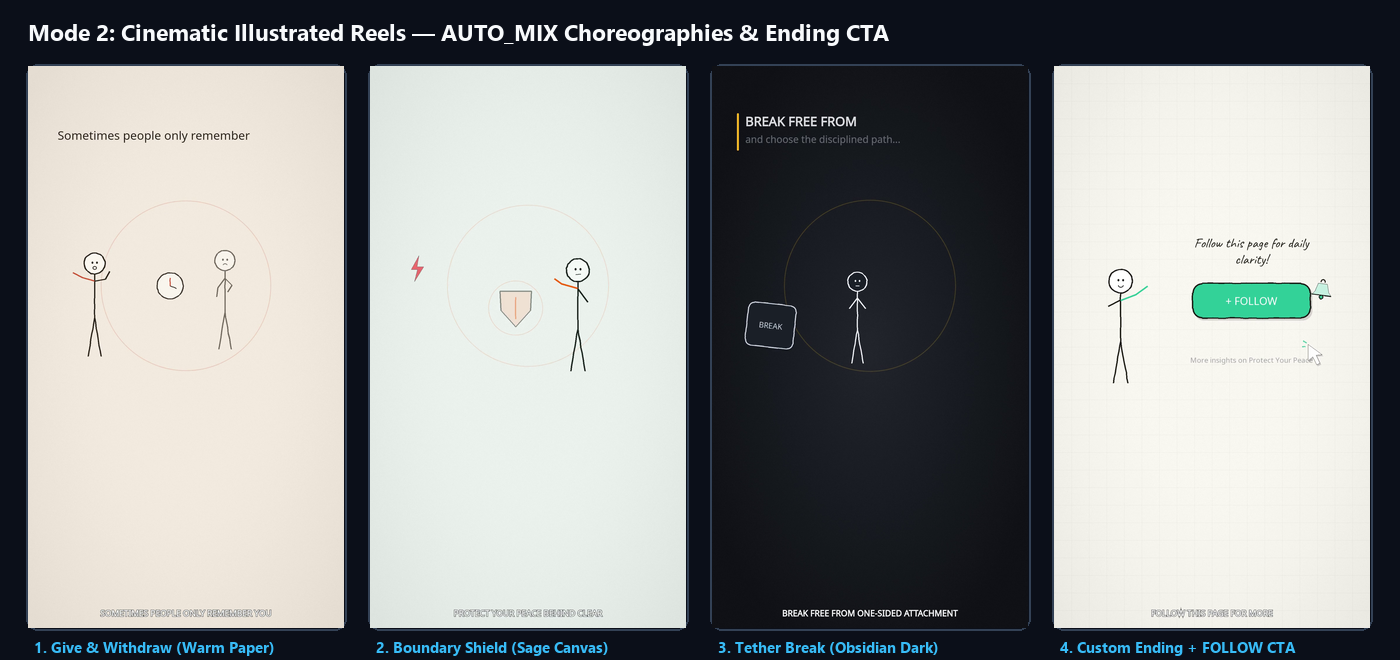 Mode 2: Cinematic Illustrated Reels — AUTO_MIX Choreographies & Ending CTA
Sometimes people only remember
SOMETIMES PEOPLE ONLY REMEMBER YOU
1. Give & Withdraw (Warm Paper)
PROTECT YOUR PEACE BEHIND CLEAR
2. Boundary Shield (Sage Canvas)
BREAK FREE FROM
and choose the disciplined path...
BREAK
BREAK FREE FROM ONE-SIDED ATTACHMENT
3. Tether Break (Obsidian Dark)
Follow this page for daily
clarity!
+ FOLLOW
More insights on Protect Your Peace
FOLLOW THIS PAGE FOR MORE
4. Custom Ending + FOLLOW CTA